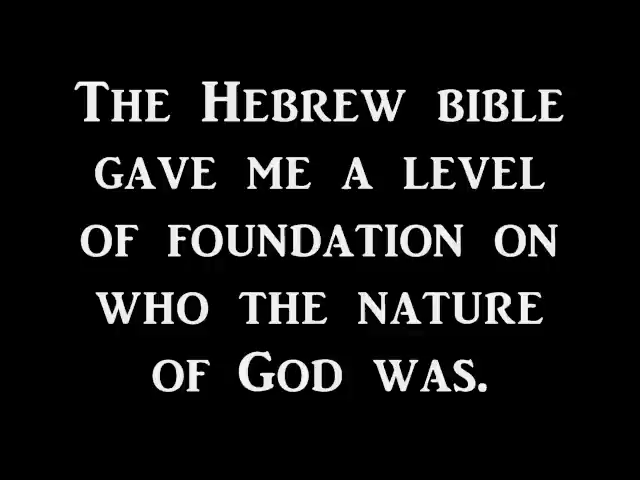 The Hebrew bible
gave me a level
of foundation on
who the nature
of God was.